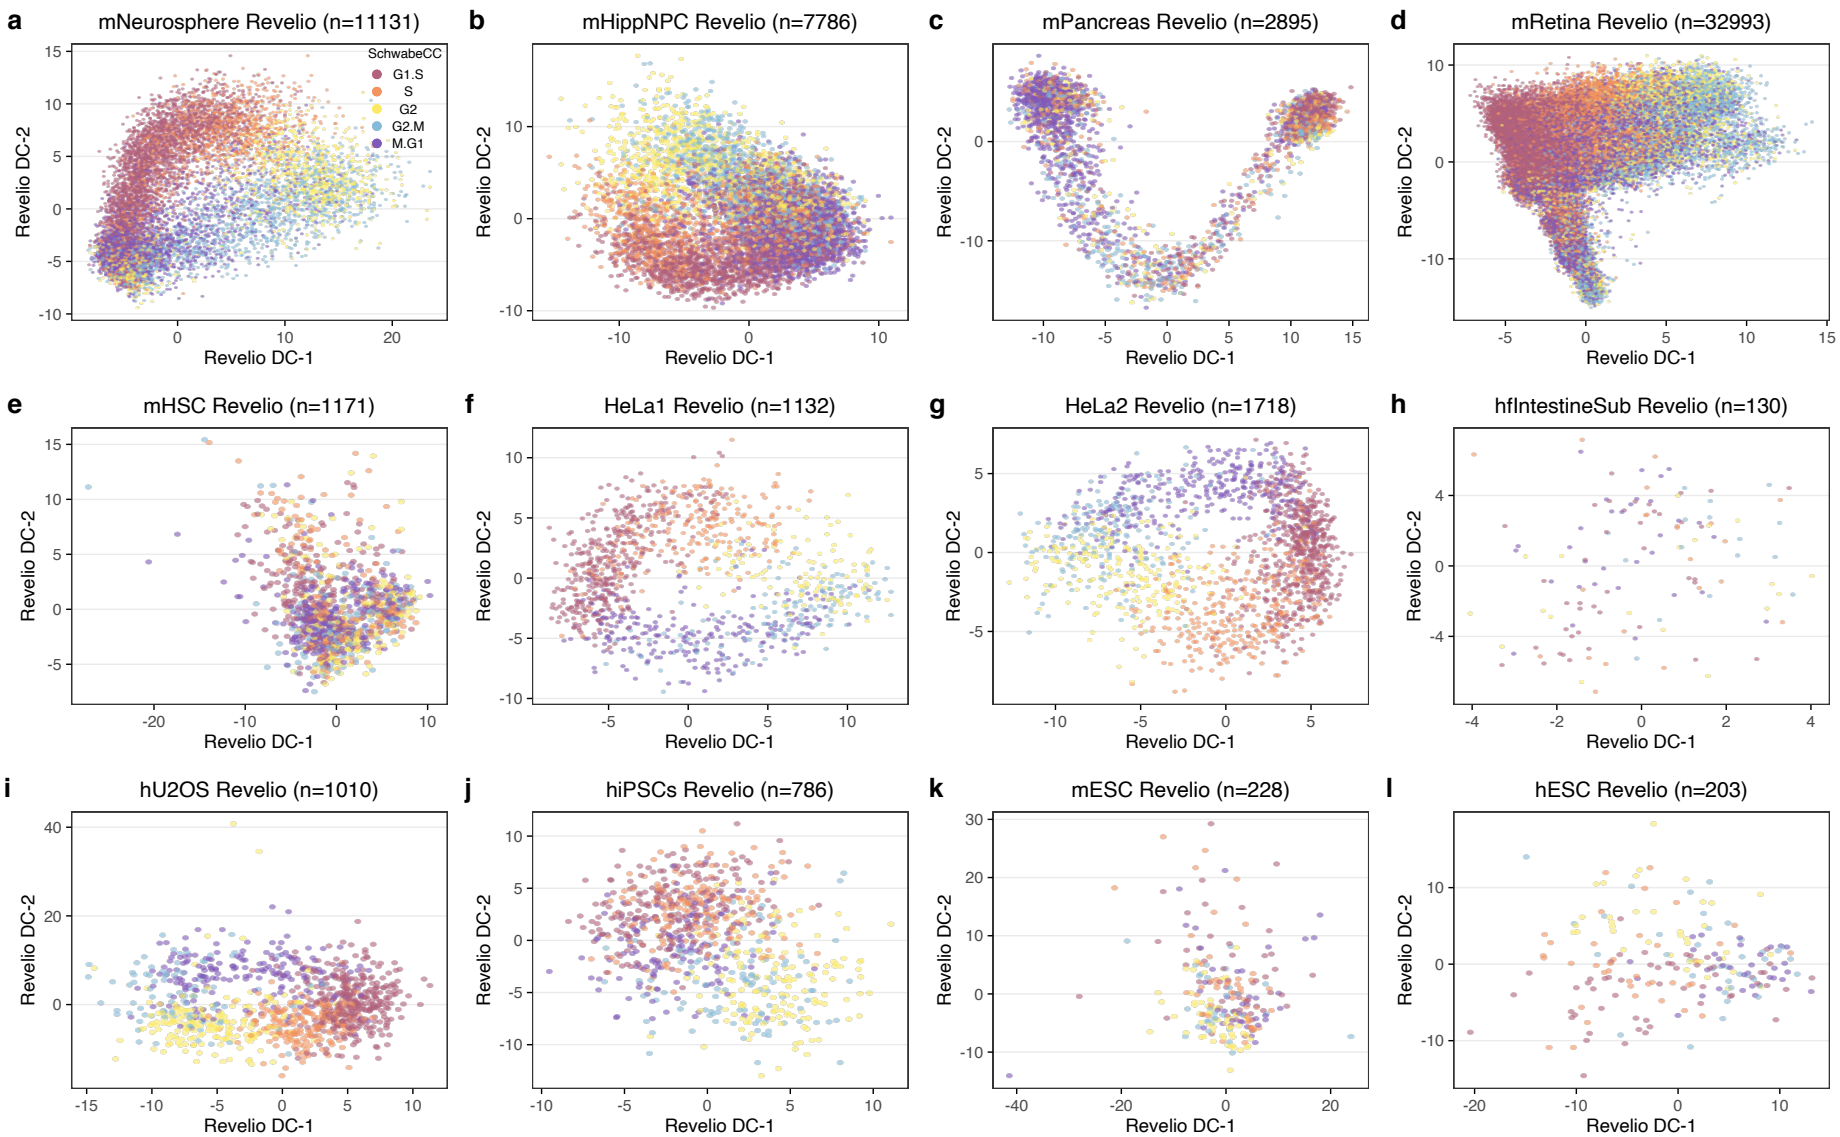 a mNeurosphere Revelio (n=11131)
15
10
5
0
-5
-10
Revelio DC-2
0 10 20
Revelio DC-1
SchwabeCC
G1.S
S
G2
G2.M
M.G1
b mHippNPC Revelio (n=7786)
10
0
-10
Revelio DC-2
-10 0 10
Revelio DC-1
c mPancreas Revelio (n=2895)
0
-10
Revelio DC-2
-10 -5 0 5 10 15
Revelio DC-1
d mRetina Revelio (n=32993)
10
0
-10
Revelio DC-2
-5 0 5 10 15
Revelio DC-1
e mHSC Revelio (n=1171)
15
10
5
0
-5
Revelio DC-2
-20 -10 0 10
Revelio DC-1
f HeLa1 Revelio (n=1132)
10
5
0
-5
-10
Revelio DC-2
-5 0 5 10
Revelio DC-1
g HeLa2 Revelio (n=1718)
5
0
-5
Revelio DC-2
-10 -5 0 5
Revelio DC-1
h hfIntestineSub Revelio (n=130)
4
0
-4
Revelio DC-2
-4 -2 0 2 4
Revelio DC-1
i hU2OS Revelio (n=1010)
40
20
0
Revelio DC-2
-15 -10 -5 0 5 10
Revelio DC-1
j hiPSCs Revelio (n=786)
10
5
0
-5
-10
Revelio DC-2
-10 -5 0 5 10
Revelio DC-1
k mESC Revelio (n=228)
30
20
10
0
-10
Revelio DC-2
-40 -20 0 20
Revelio DC-1
l hESC Revelio (n=203)
10
0
-10
Revelio DC-2
-20 -10 0 10
Revelio DC-1